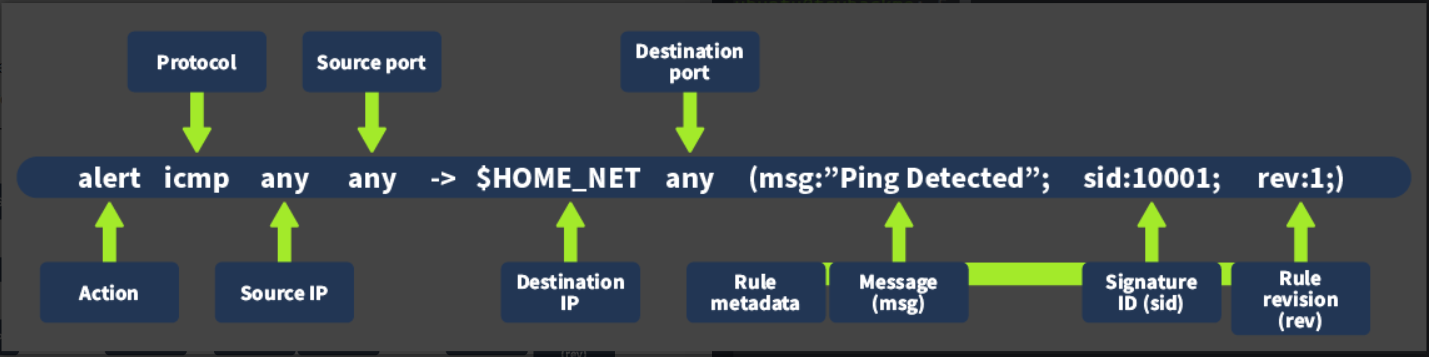 Protocol
Source port
Destination
port
alert icmp any any -> $HOME_NET any (msg:”Ping Detected”; sid:10001; rev:1;)
Action
Source IP
Destination
IP
Rule
metadata
Message
(msg)
Signature
ID (sid)
Rule
revision
(rev)